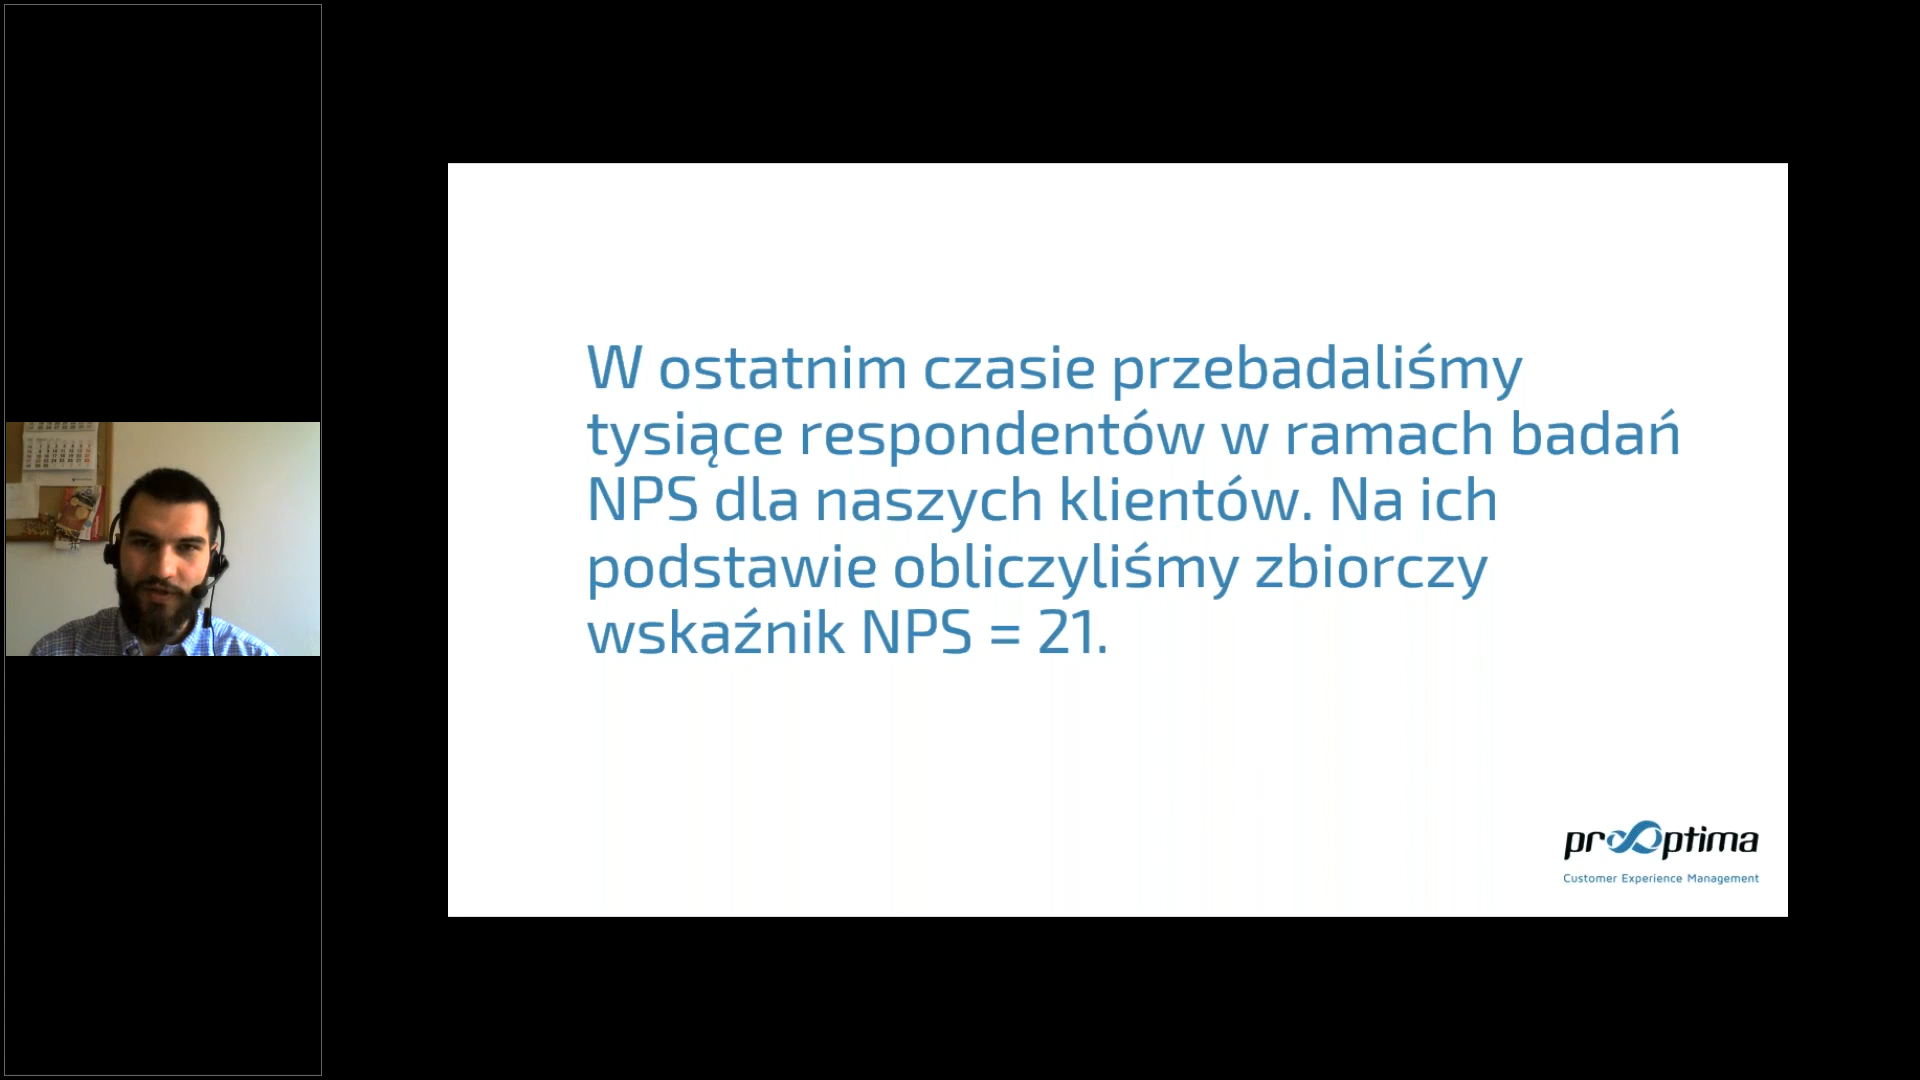 W ostatnim czasie przebadaliśmy
tysiące respondentów w ramach badań
NPS dla naszych klientów. Na ich
podstawie obliczyliśmy zbiorczy
wskaźnik NPS = 21.
prooptima
Customer Experience Management